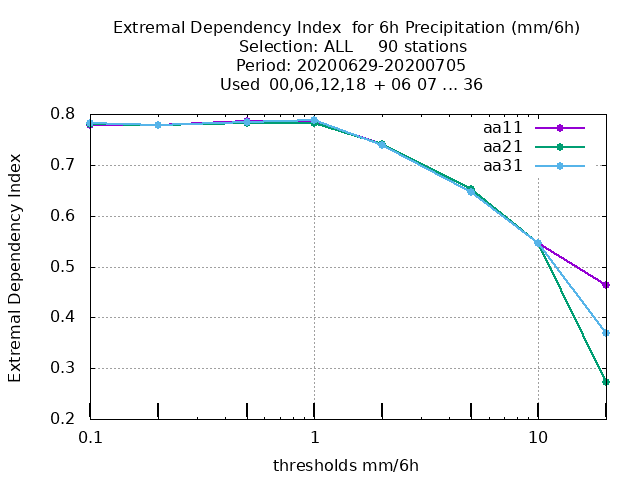 Extremal Dependency Index  for 6h Precipitation (mm/6h)
Selection: ALL     90 stations
Period: 20200629-20200705
Used  00,06,12,18  + 06 07 ... 36
aa11
aa21
aa31
0.8
0.7
0.6
0.5
0.4
0.3
0.2
Extremal Dependency Index
0.1
1
10
thresholds mm/6h